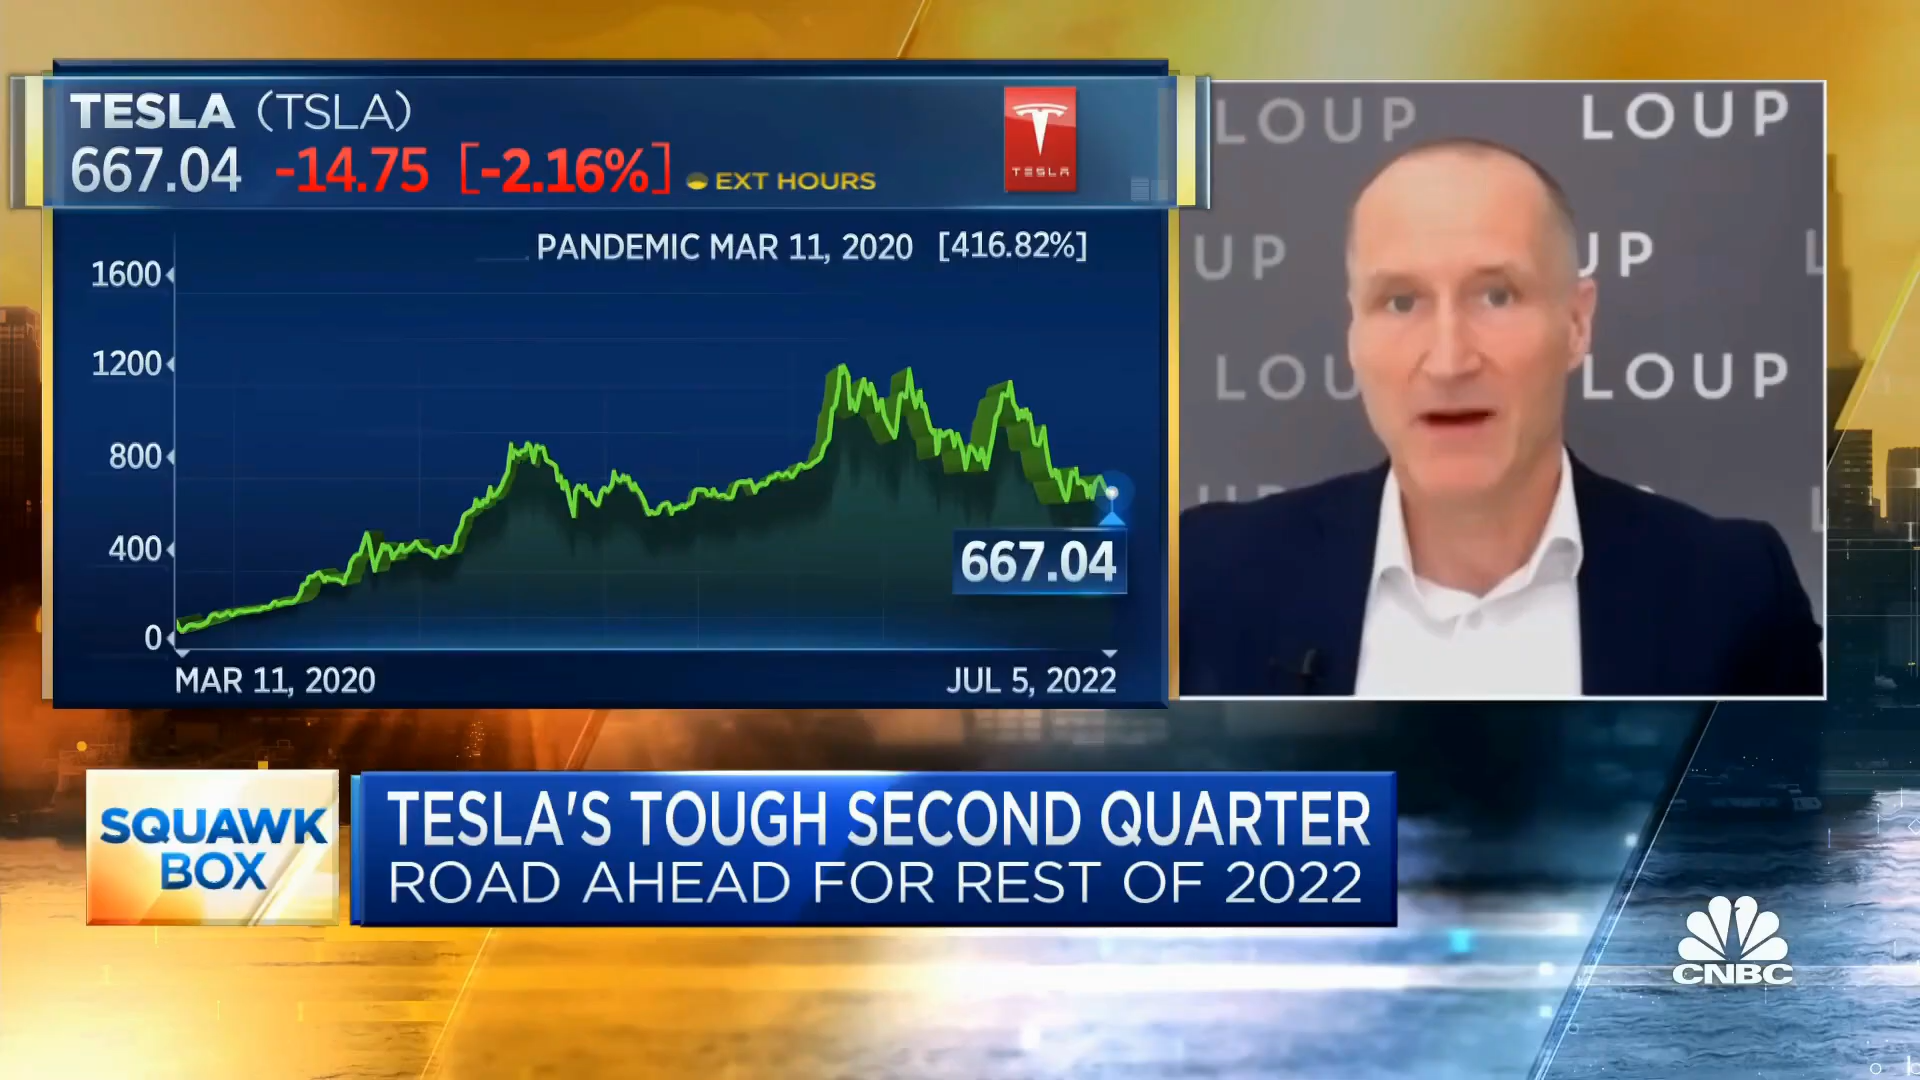 TESLA (TSLA)
667.04 -14.75 [-2.16%] EXT HOURS
TESLA
PANDEMIC MAR 11, 2020 [416.82%]
1600
1200
800
400
0
667.04
MAR 11, 2020 JUL 5, 2022
LOUP LOUP
UP UP L
LOU LOUP
UP L
SQUAWK
BOX
TESLA'S TOUGH SECOND QUARTER
ROAD AHEAD FOR REST OF 2022
CNBC